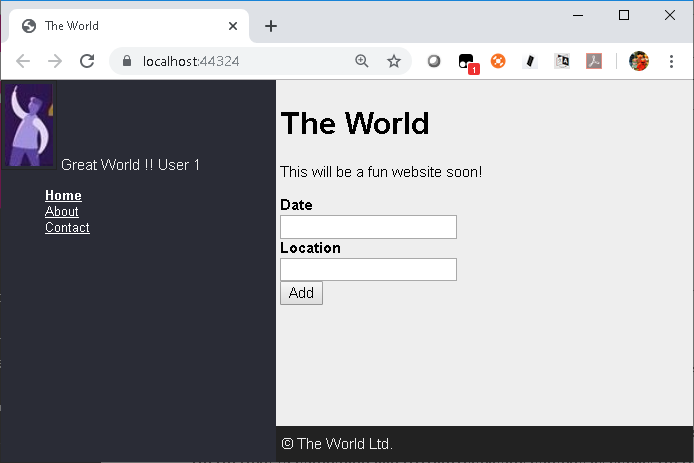 The World
localhost:44324
1
Great World !! User 1
Home
About
Contact
The World
This will be a fun website soon!
Date
Location
Add
© The World Ltd.